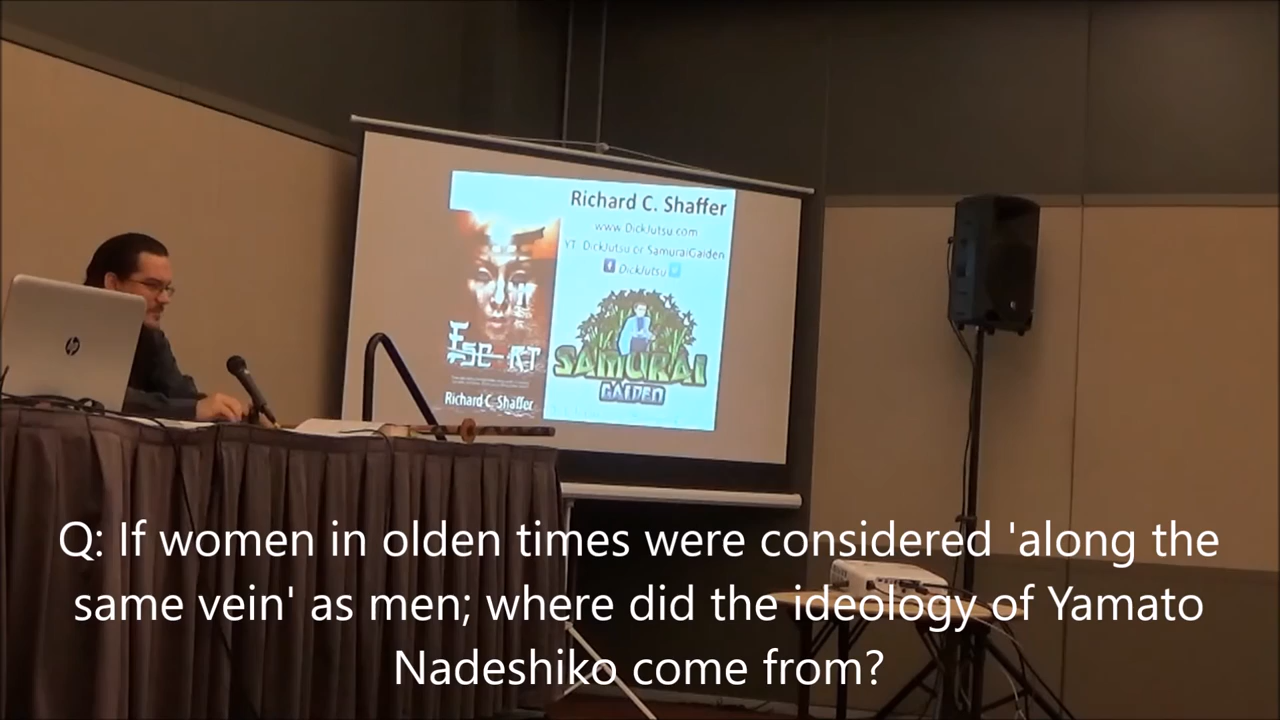 Richard C. Shaffer
www.DickJutsu.com
YT: DickJutsu or SamuraiGaiden
DickJutsu
SAMURAI
GAIDEN
Richard C. Shaffer
hp
Q: If women in olden times were considered 'along the
same vein' as men; where did the ideology of Yamato
Nadeshiko come from?